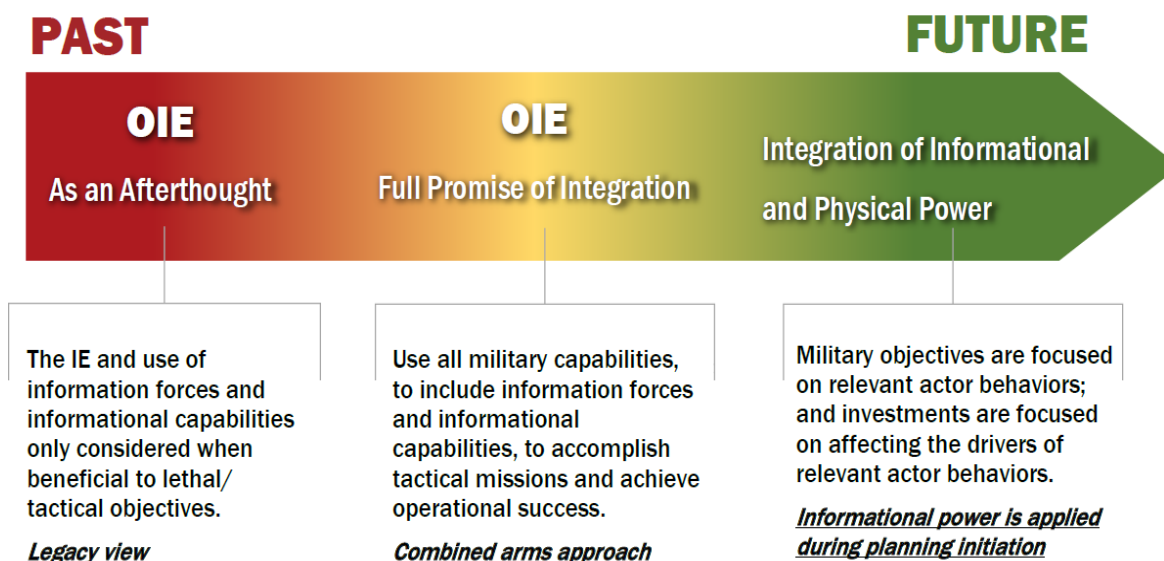 PAST
FUTURE
OIE
As an Afterthought
OIE
Full Promise of Integration
Integration of Informational
and Physical Power
The IE and use of
information forces and
informational capabilities
only considered when
beneficial to lethal/
tactical objectives.
Legacy view
Use all military capabilities,
to include information forces
and informational
capabilities, to accomplish
tactical missions and achieve
operational success.
Combined arms approach
Military objectives are focused
on relevant actor behaviors;
and investments are focused
on affecting the drivers of
relevant actor behaviors.
Informational power is applied
during planning initiation